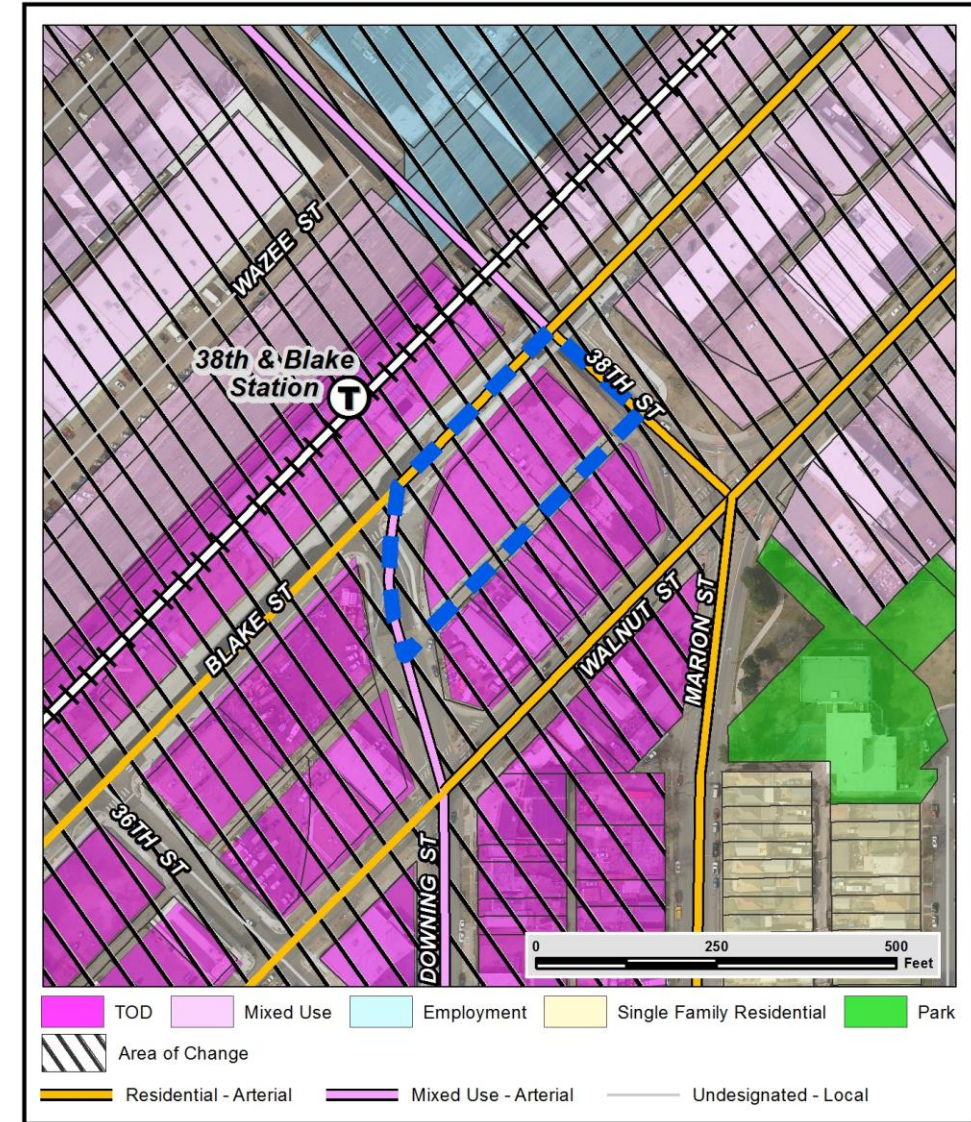 WAZEE ST
38th & Blake
Station
T
38TH ST
BLAKE ST
WALNUT ST
MARION ST
36TH ST
DOWNING ST
0 250 500
Feet
TOD Mixed Use Employment Single Family Residential Park
Area of Change
Residential - Arterial Mixed Use - Arterial Undesignated - Local